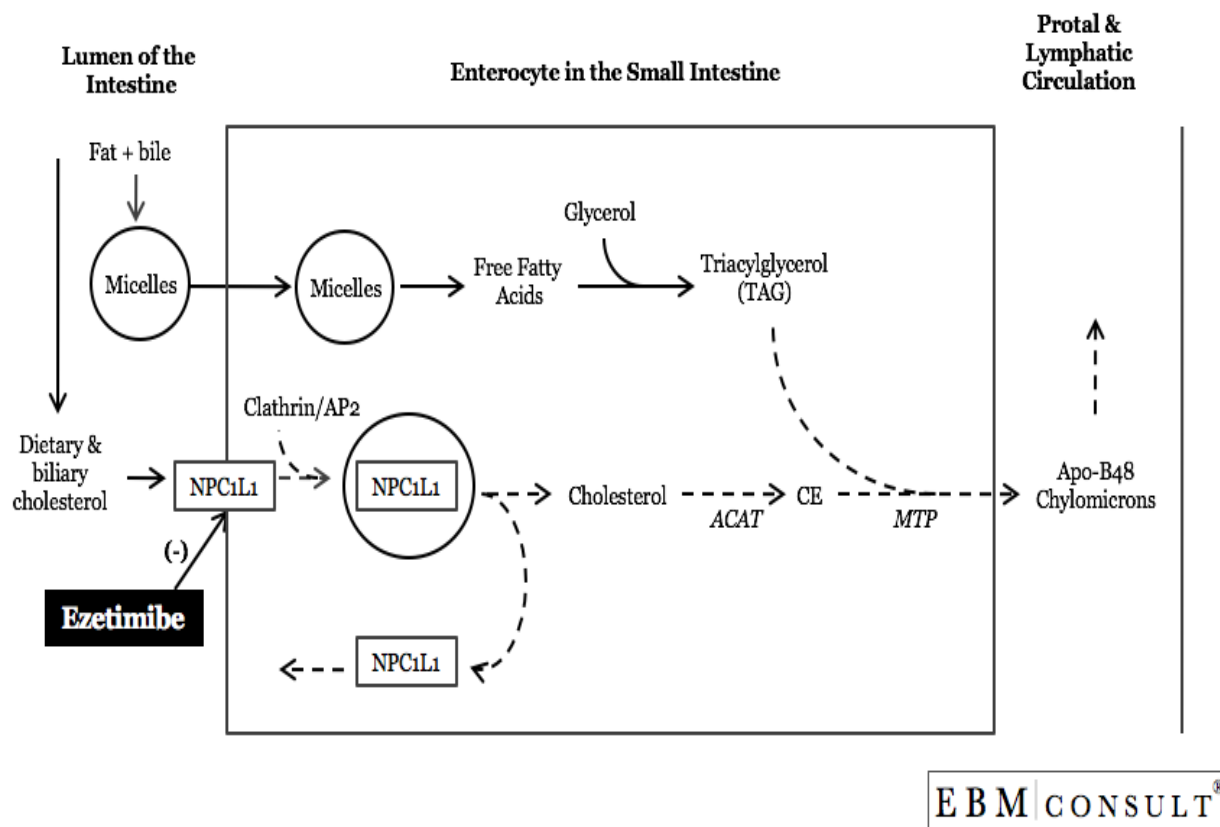 Lumen of the
Intestine
Enterocyte in the Small Intestine
Protal &
Lymphatic
Circulation
Fat + bile
Micelles
Micelles
Free Fatty
Acids
Glycerol
Triacylglycerol
(TAG)
Dietary &
biliary
cholesterol
NPC1L1
Clathrin/AP2
NPC1L1
Cholesterol
ACAT
CE
MTP
Apo-B48
Chylomicrons
(-)
Ezetimibe
NPC1L1
EBM CONSULT®